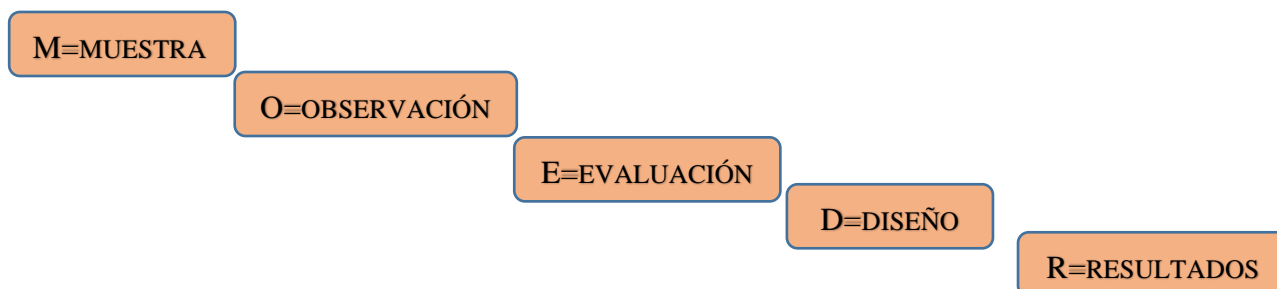 M=MUESTRA
O=OBSERVACIÓN
E=EVALUACIÓN
D=DISEÑO
R=RESULTADOS